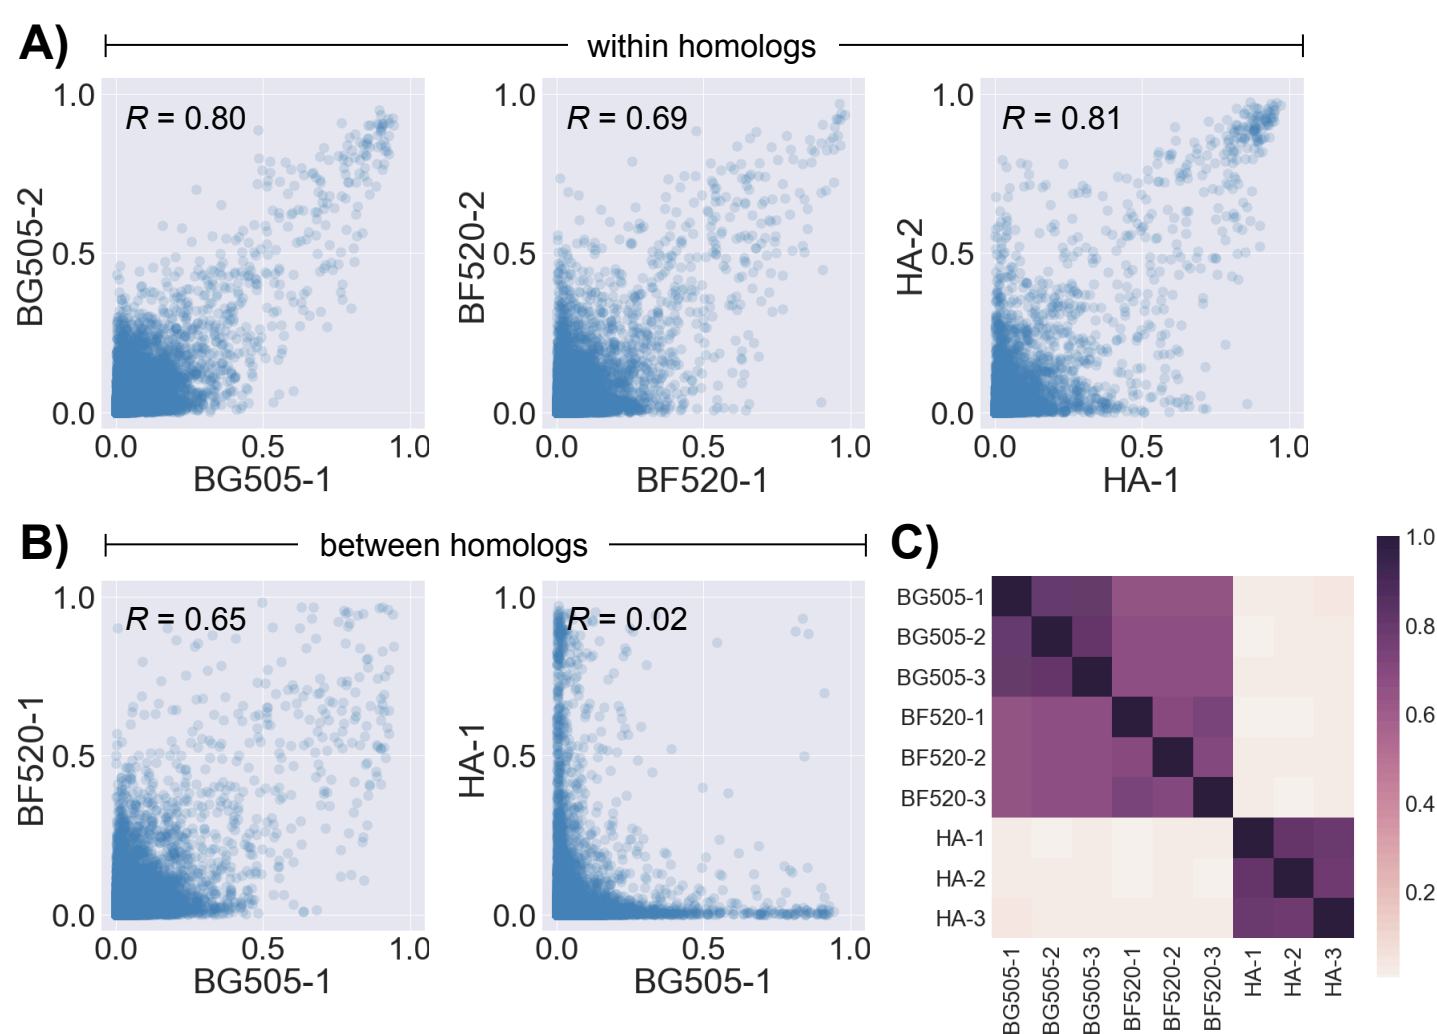 A) within homologs
R = 0.80
R = 0.69
R = 0.81
1.0
0.5
0.0
BG505-2
0.0 0.5 1.0
BG505-1
1.0
0.5
0.0
BF520-2
0.0 0.5 1.0
BF520-1
1.0
0.5
0.0
HA-2
0.0 0.5 1.0
HA-1
B) between homologs
R = 0.65
R = 0.02
1.0
0.5
0.0
BF520-1
0.0 0.5 1.0
BG505-1
1.0
0.5
0.0
HA-1
0.0 0.5 1.0
BG505-1
C)
BG505-1
BG505-2
BG505-3
BF520-1
BF520-2
BF520-3
HA-1
HA-2
HA-3
BG505-1
BG505-2
BG505-3
BF520-1
BF520-2
BF520-3
HA-1
HA-2
HA-3
1.0
0.8
0.6
0.4
0.2